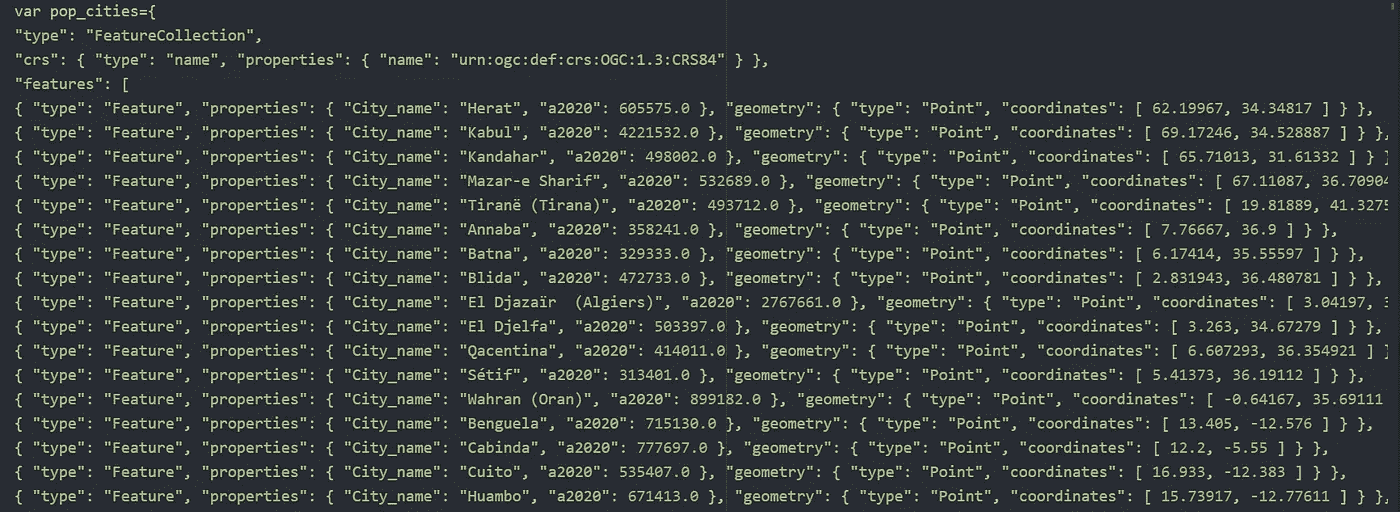 var pop_cities={
"type": "FeatureCollection",
"crs": { "type": "name", "properties": { "name": "urn:ogc:def:crs:OGC:1.3:CRS84" } },
"features": [
{ "type": "Feature", "properties": { "City_name": "Herat", "a2020": 605575.0 }, "geometry": { "type": "Point", "coordinates": [ 62.19967, 34.34817 ] } },
{ "type": "Feature", "properties": { "City_name": "Kabul", "a2020": 4221532.0 }, "geometry": { "type": "Point", "coordinates": [ 69.17246, 34.528887 ] } },
{ "type": "Feature", "properties": { "City_name": "Kandahar", "a2020": 498002.0 }, "geometry": { "type": "Point", "coordinates": [ 65.71013, 31.61332 ] }
{ "type": "Feature", "properties": { "City_name": "Mazar-e Sharif", "a2020": 532689.0 }, "geometry": { "type": "Point", "coordinates": [ 67.11087, 36.70904
{ "type": "Feature", "properties": { "City_name": "Tiranë (Tirana)", "a2020": 493712.0 }, "geometry": { "type": "Point", "coordinates": [ 19.81889, 41.3275
{ "type": "Feature", "properties": { "City_name": "Annaba", "a2020": 358241.0 }, "geometry": { "type": "Point", "coordinates": [ 7.76667, 36.9 ] } },
{ "type": "Feature", "properties": { "City_name": "Batna", "a2020": 329333.0 }, "geometry": { "type": "Point", "coordinates": [ 6.17414, 35.55597 ] } },
{ "type": "Feature", "properties": { "City_name": "Blida", "a2020": 472733.0 }, "geometry": { "type": "Point", "coordinates": [ 2.831943, 36.480781 ] } },
{ "type": "Feature", "properties": { "City_name": "El Djazaïr  (Algiers)", "a2020": 2767661.0 }, "geometry": { "type": "Point", "coordinates": [ 3.04197,
{ "type": "Feature", "properties": { "City_name": "El Djelfa", "a2020": 503397.0 }, "geometry": { "type": "Point", "coordinates": [ 3.263, 34.67279 ] } },
{ "type": "Feature", "properties": { "City_name": "Qacentina", "a2020": 414011.0 }, "geometry": { "type": "Point", "coordinates": [ 6.607293, 36.354921 ]
{ "type": "Feature", "properties": { "City_name": "Sétif", "a2020": 313401.0 }, "geometry": { "type": "Point", "coordinates": [ 5.41373, 36.19112 ] } },
{ "type": "Feature", "properties": { "City_name": "Wahran (Oran)", "a2020": 899182.0 }, "geometry": { "type": "Point", "coordinates": [ -0.64167, 35.69111
{ "type": "Feature", "properties": { "City_name": "Benguela", "a2020": 715130.0 }, "geometry": { "type": "Point", "coordinates": [ 13.405, -12.576 ] } },
{ "type": "Feature", "properties": { "City_name": "Cabinda", "a2020": 777697.0 }, "geometry": { "type": "Point", "coordinates": [ 12.2, -5.55 ] } },
{ "type": "Feature", "properties": { "City_name": "Cuito", "a2020": 535407.0 }, "geometry": { "type": "Point", "coordinates": [ 16.933, -12.383 ] } },
{ "type": "Feature", "properties": { "City_name": "Huambo", "a2020": 671413.0 }, "geometry": { "type": "Point", "coordinates": [ 15.73917, -12.77611 ] } },